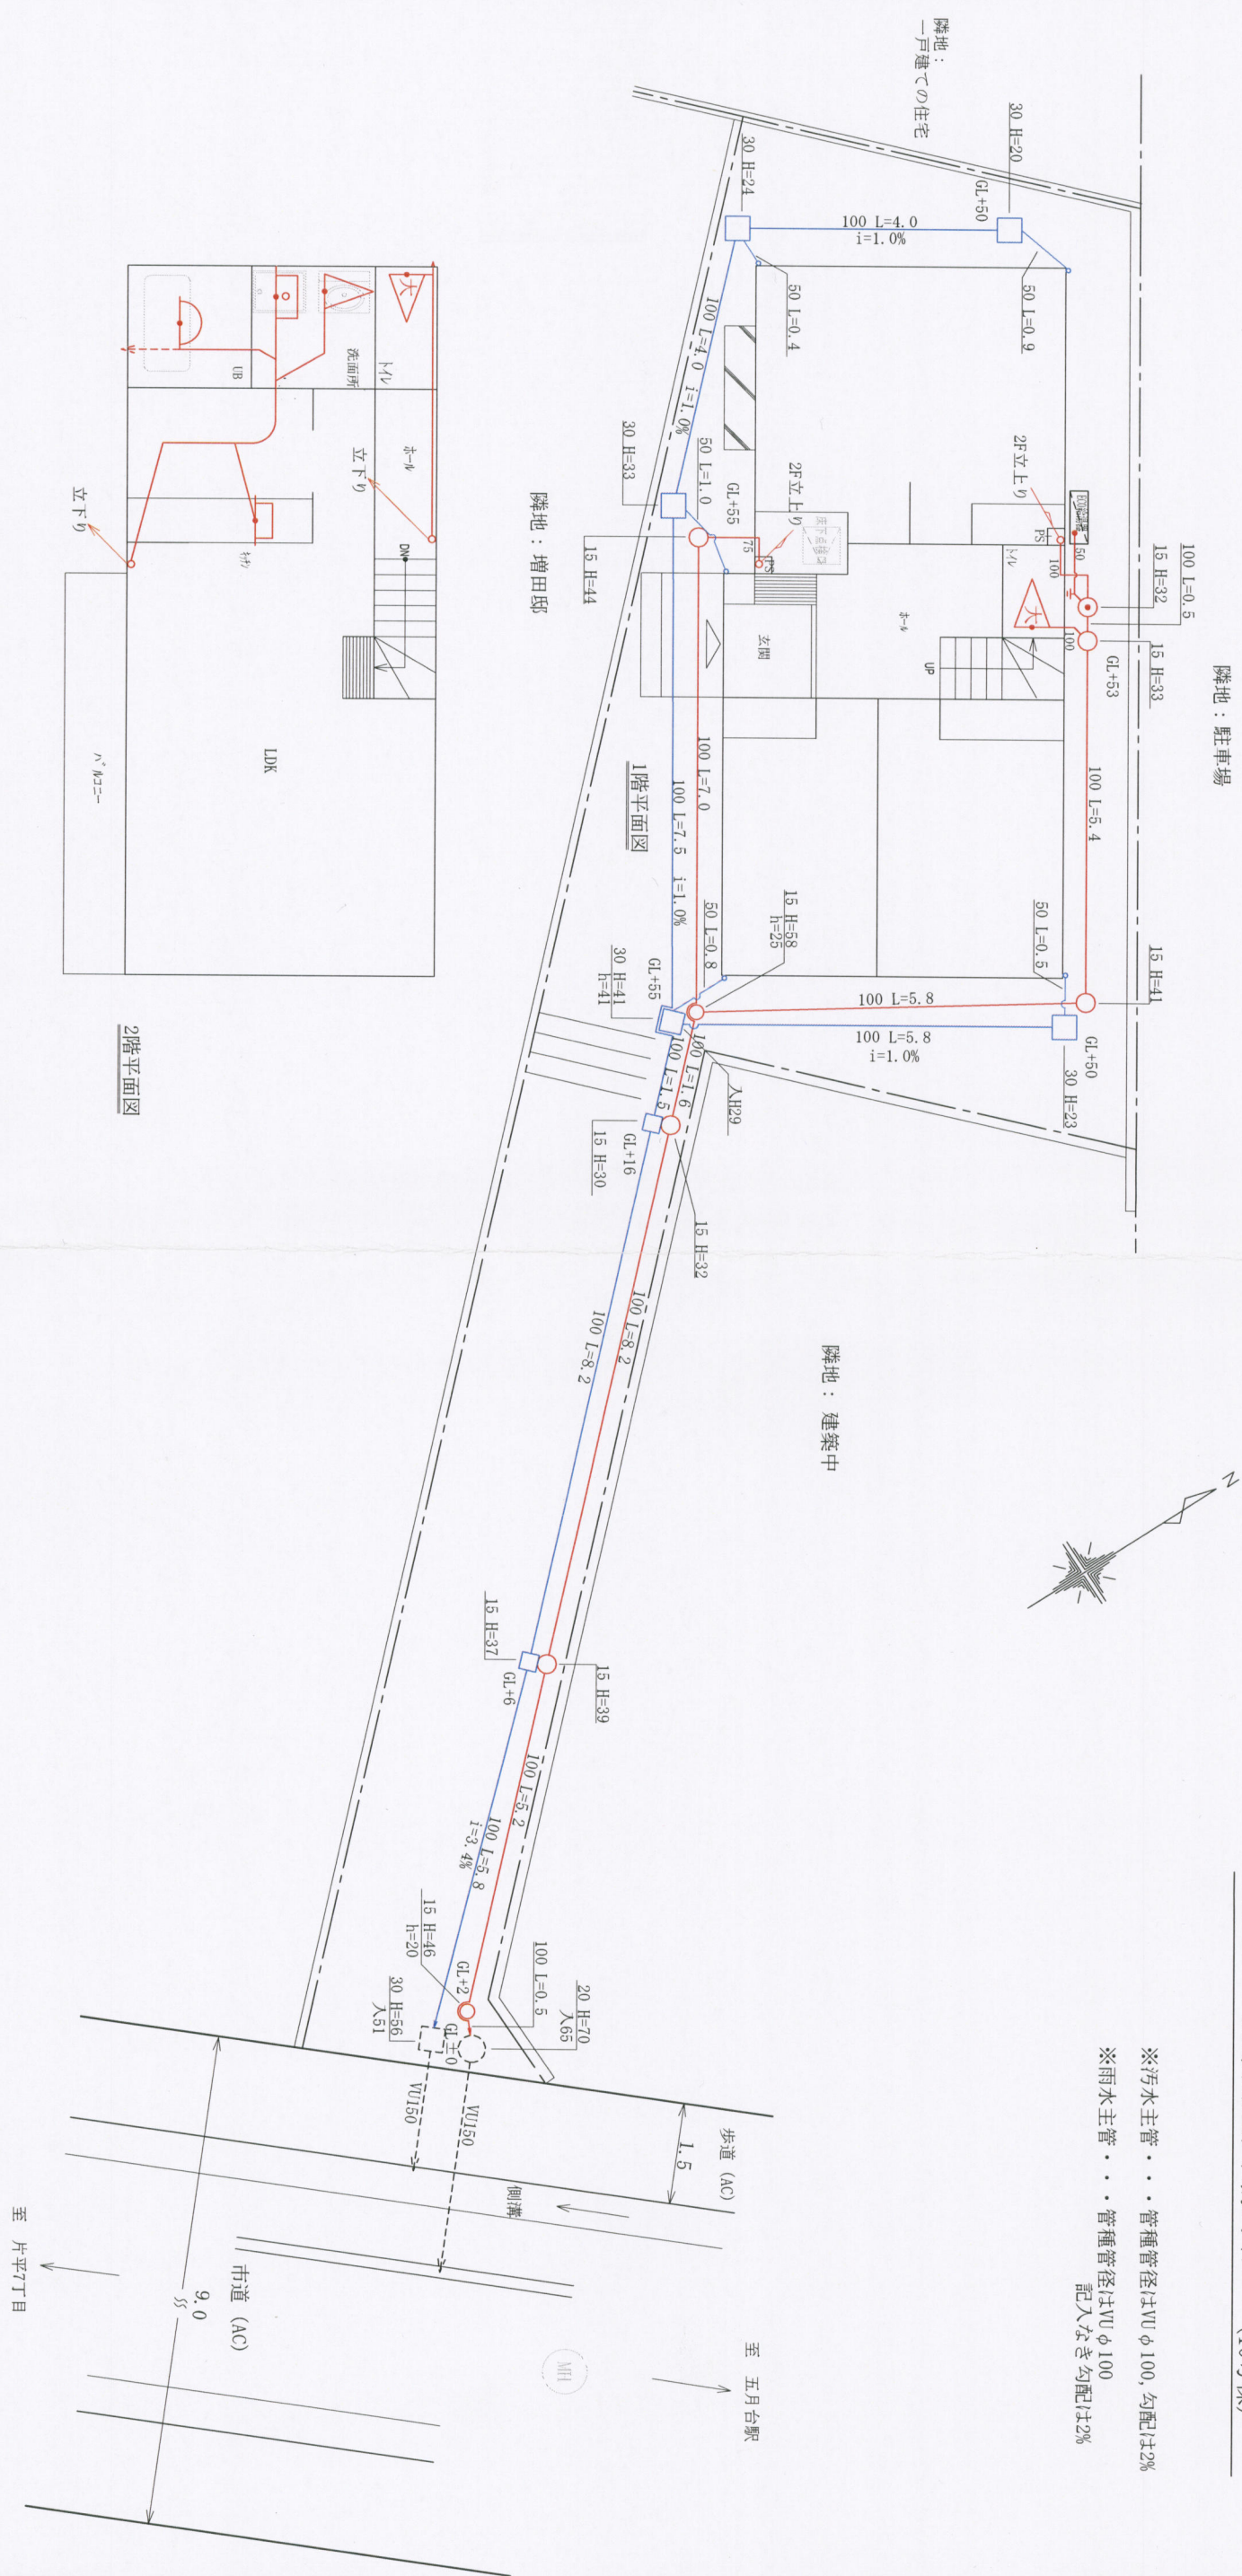 隣地：
一戸建ての住宅
30 H=20
GL+50
30 H=24
100 L=4.0
i=1.0%
50 L=0.9
50 L=0.4
100 L=4.0 i=1.0%
30 H=33
50 L=1.0
GL+55
2F立上り
75
PS
15 H=44
隣地：増田邸
2F立上り
PS
50
100
トイレ
大
100
15 H=32
100 L=0.5
15 H=33
GL+53
隣地：駐車場
玄関
ホール
UP
100 L=5.4
100 L=7.0
100 L=7.5 i=1.0%
1階平面図
50 L=0.8
15 H=58
h=25
50 L=0.5
15 H=41
GL+55
30 H=41
h=41
100 L=5.8
100 L=5.8
i=1.0%
GL+50
30 H=23
入H29
100 L=1.6
100 L=1.5
GL+16
15 H=30
15 H=32
100 L=8.2
100 L=8.2
隣地：建築中
N
15 H=37
GL+6
15 H=39
100 L=5.2
100 L=5.8
i=3.4%
15 H=46
h=20
GL+2
100 L=0.5
20 H=70
入65
GL±0
30 H=56
入51
VU150
VU150
歩道 (AC)
1.5
側溝
市道 (AC)
9.0
MH
至 五月台駅
至 片平7丁目
大
トイレ
洗面所
UB
ホール
立下り
立下り
DN
LDK
バルコニー
2階平面図
※汚水主管・・・管種管径はVUφ100,勾配は2%
※雨水主管・・・管種管径はVUφ100
記入なき勾配は2%